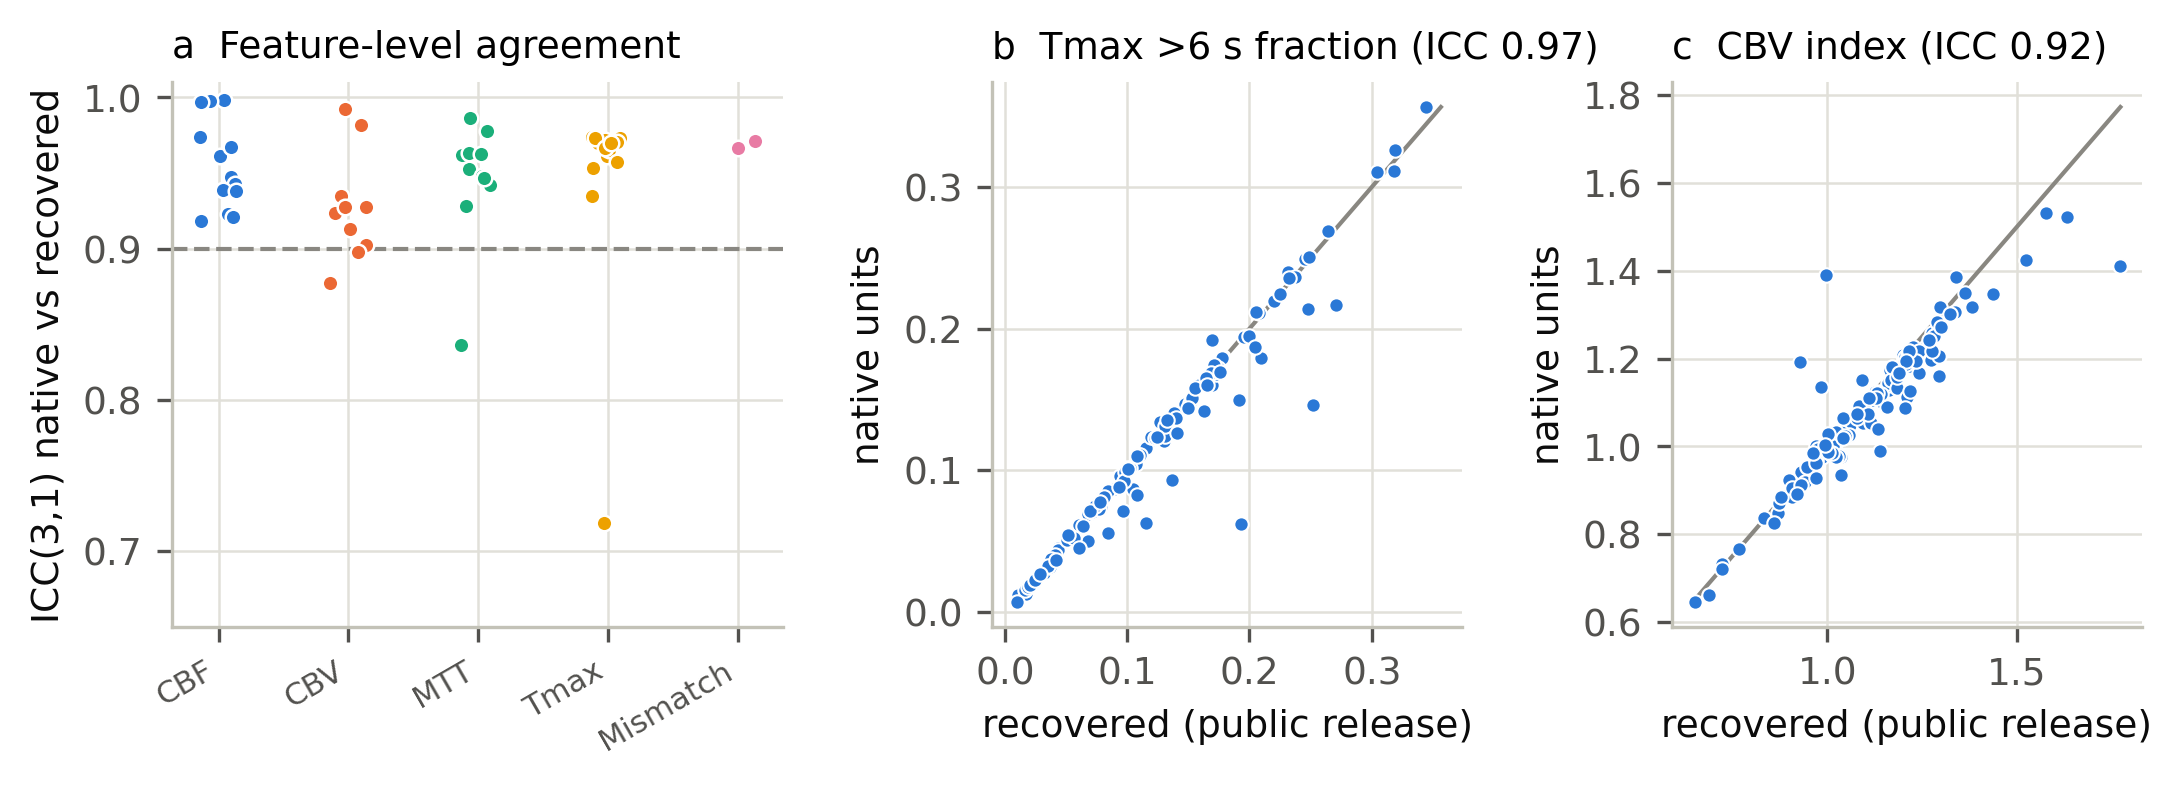 a Feature-level agreement
ICC(3,1) native vs recovered
1.0
0.9
0.8
0.7
CBF
CBV
MTT
Tmax
Mismatch
b Tmax >6 s fraction (ICC 0.97)
native units
0.3
0.2
0.1
0.0
0.0 0.1 0.2 0.3
recovered (public release)
c CBV index (ICC 0.92)
native units
1.8
1.6
1.4
1.2
1.0
0.8
0.6
1.0 1.5
recovered (public release)